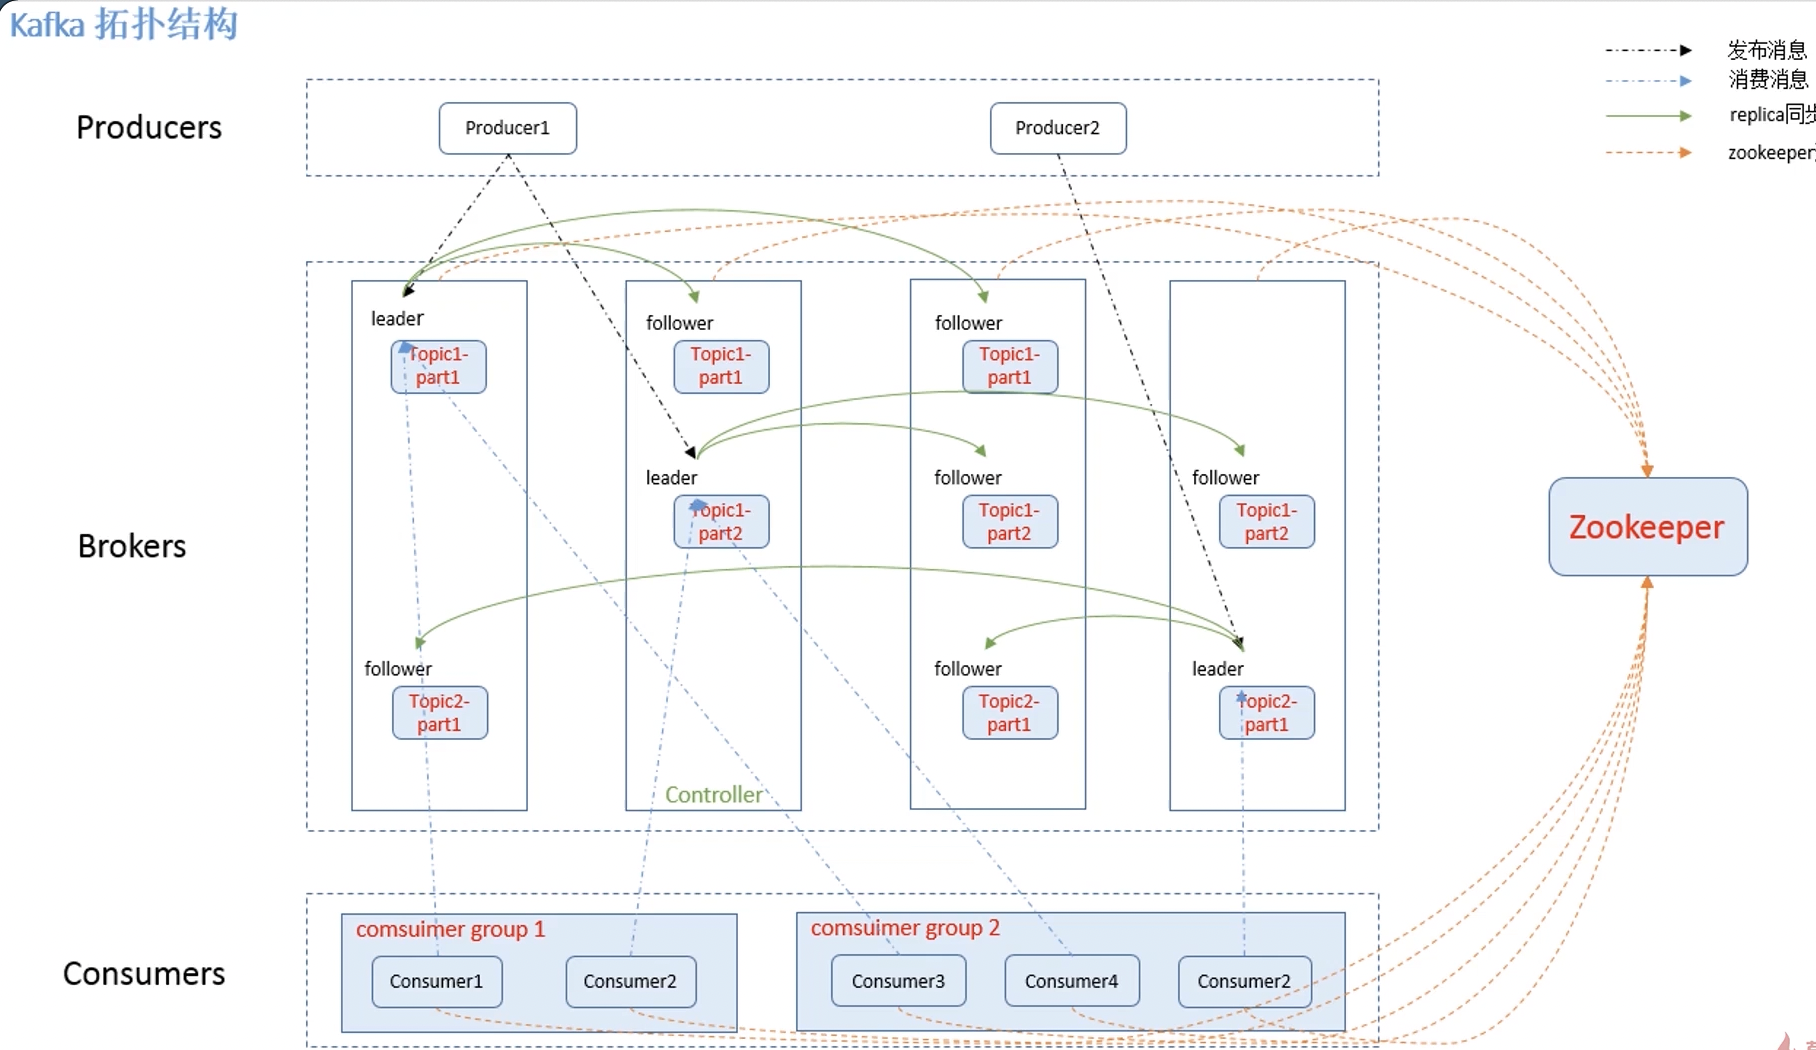 Kafka 拓扑结构
发布消息
消费消息
replica同步
zookeeper
Producers
Producer1
Producer2
leader
follower
follower
Topic1-
part1
Topic1-
part1
Topic1-
part1
leader
follower
follower
Topic1-
part2
Topic1-
part2
Topic1-
part2
Brokers
Zookeeper
follower
follower
leader
Topic2-
part1
Topic2-
part1
Topic2-
part1
Controller
comsuimer group 1
comsuimer group 2
Consumers
Consumer1
Consumer2
Consumer3
Consumer4
Consumer2